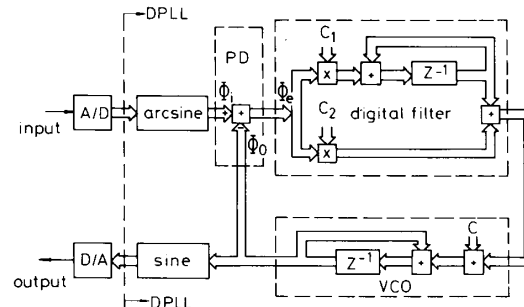 DPLL
PD
C1
x
+
Z-1
A/D
arcsine
Φi
+
+
-
Φe
C2
digital filter
+
input
x
Φ0
C
D/A
sine
Z-1
+
+
output
VCO
DPLL